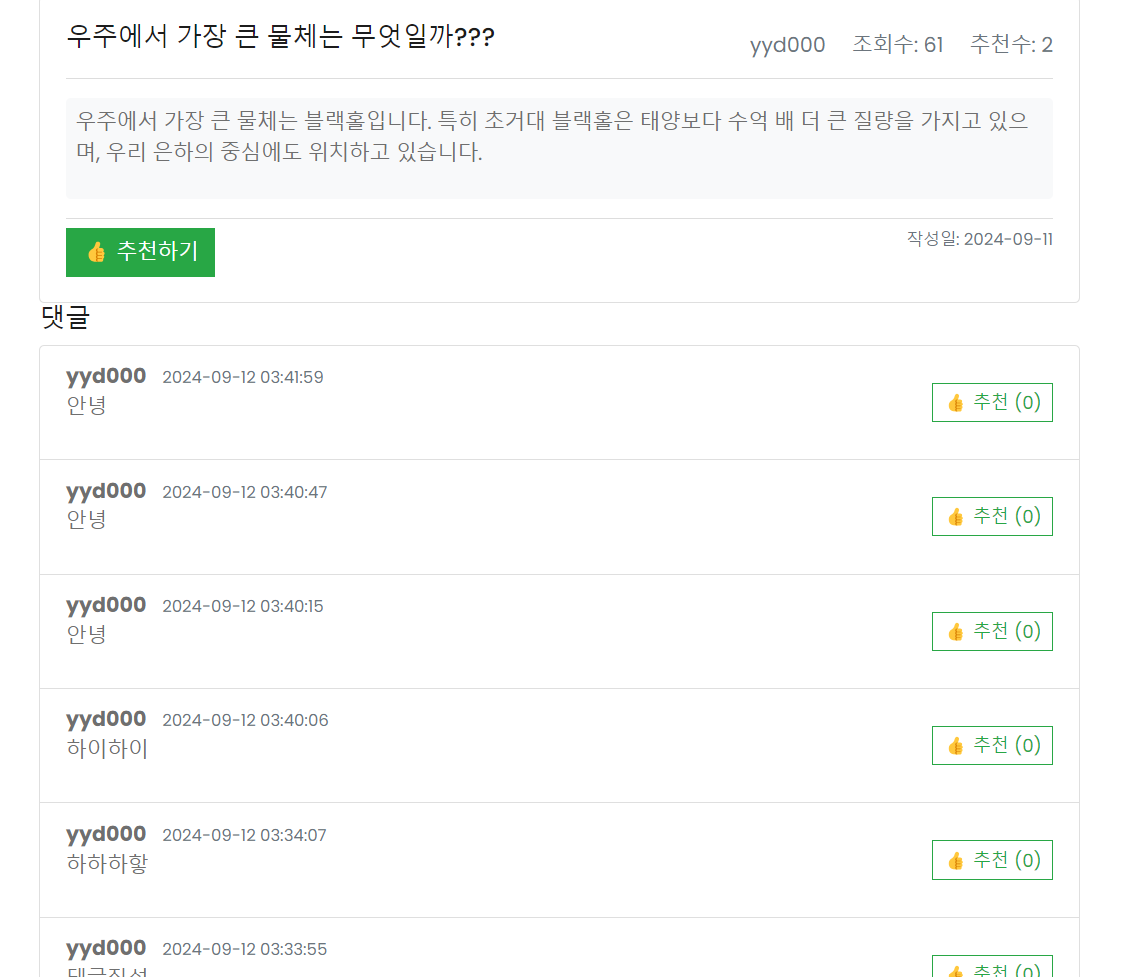 우주에서 가장 큰 물체는 무엇일까???
yyd000 조회수: 61 추천수: 2
우주에서 가장 큰 물체는 블랙홀입니다. 특히 초거대 블랙홀은 태양보다 수억 배 더 큰 질량을 가지고 있으
며, 우리 은하의 중심에도 위치하고 있습니다.
👍 추천하기
작성일: 2024-09-11
댓글
yyd000 2024-09-12 03:41:59
안녕
👍 추천 (0)
yyd000 2024-09-12 03:40:47
안녕
👍 추천 (0)
yyd000 2024-09-12 03:40:15
안녕
👍 추천 (0)
yyd000 2024-09-12 03:40:06
하이하이
👍 추천 (0)
yyd000 2024-09-12 03:34:07
하하하핳
👍 추천 (0)
yyd000 2024-09-12 03:33:55
👍 추천 (0)